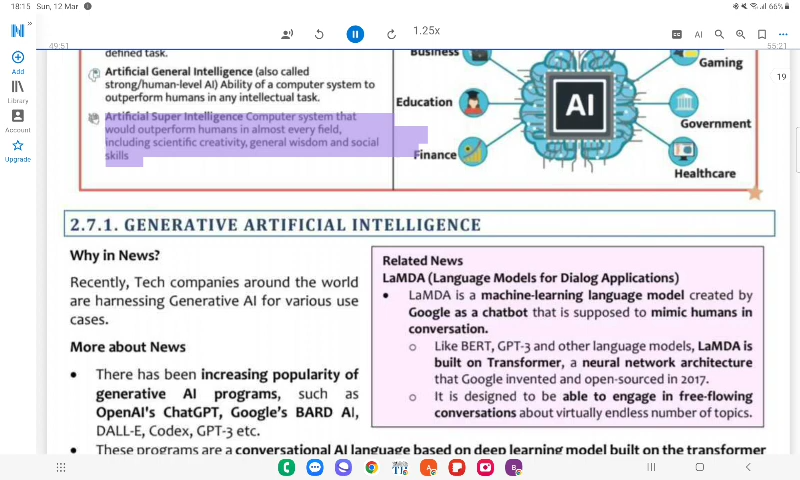 18:15 Sun, 12 Mar
66%
1.25x
AI
49:51
55:21
19
Add
Library
Account
Upgrade
defined task.
Artificial General Intelligence (also called
strong/human-level AI) Ability of a computer system to
outperform humans in any intellectual task.
Artificial Super Intelligence Computer system that
would outperform humans in almost every field,
including scientific creativity, general wisdom and social
skills
Business
Education
Finance
AI
Gaming
Government
Healthcare
2.7.1. GENERATIVE ARTIFICIAL INTELLIGENCE
Why in News?
Recently, Tech companies around the world
are harnessing Generative AI for various use
cases.
More about News
• There has been increasing popularity of
generative AI programs, such as
OpenAI's ChatGPT, Google's BARD AI,
DALL-E, Codex, GPT-3 etc.
• These programs are a conversational AI language based on deep learning model built on the transformer
Related News
LaMDA (Language Models for Dialog Applications)
• LaMDA is a machine-learning language model created by
Google as a chatbot that is supposed to mimic humans in
conversation.
o Like BERT, GPT-3 and other language models, LaMDA is
built on Transformer, a neural network architecture
that Google invented and open-sourced in 2017.
o It is designed to be able to engage in free-flowing
conversations about virtually endless number of topics.